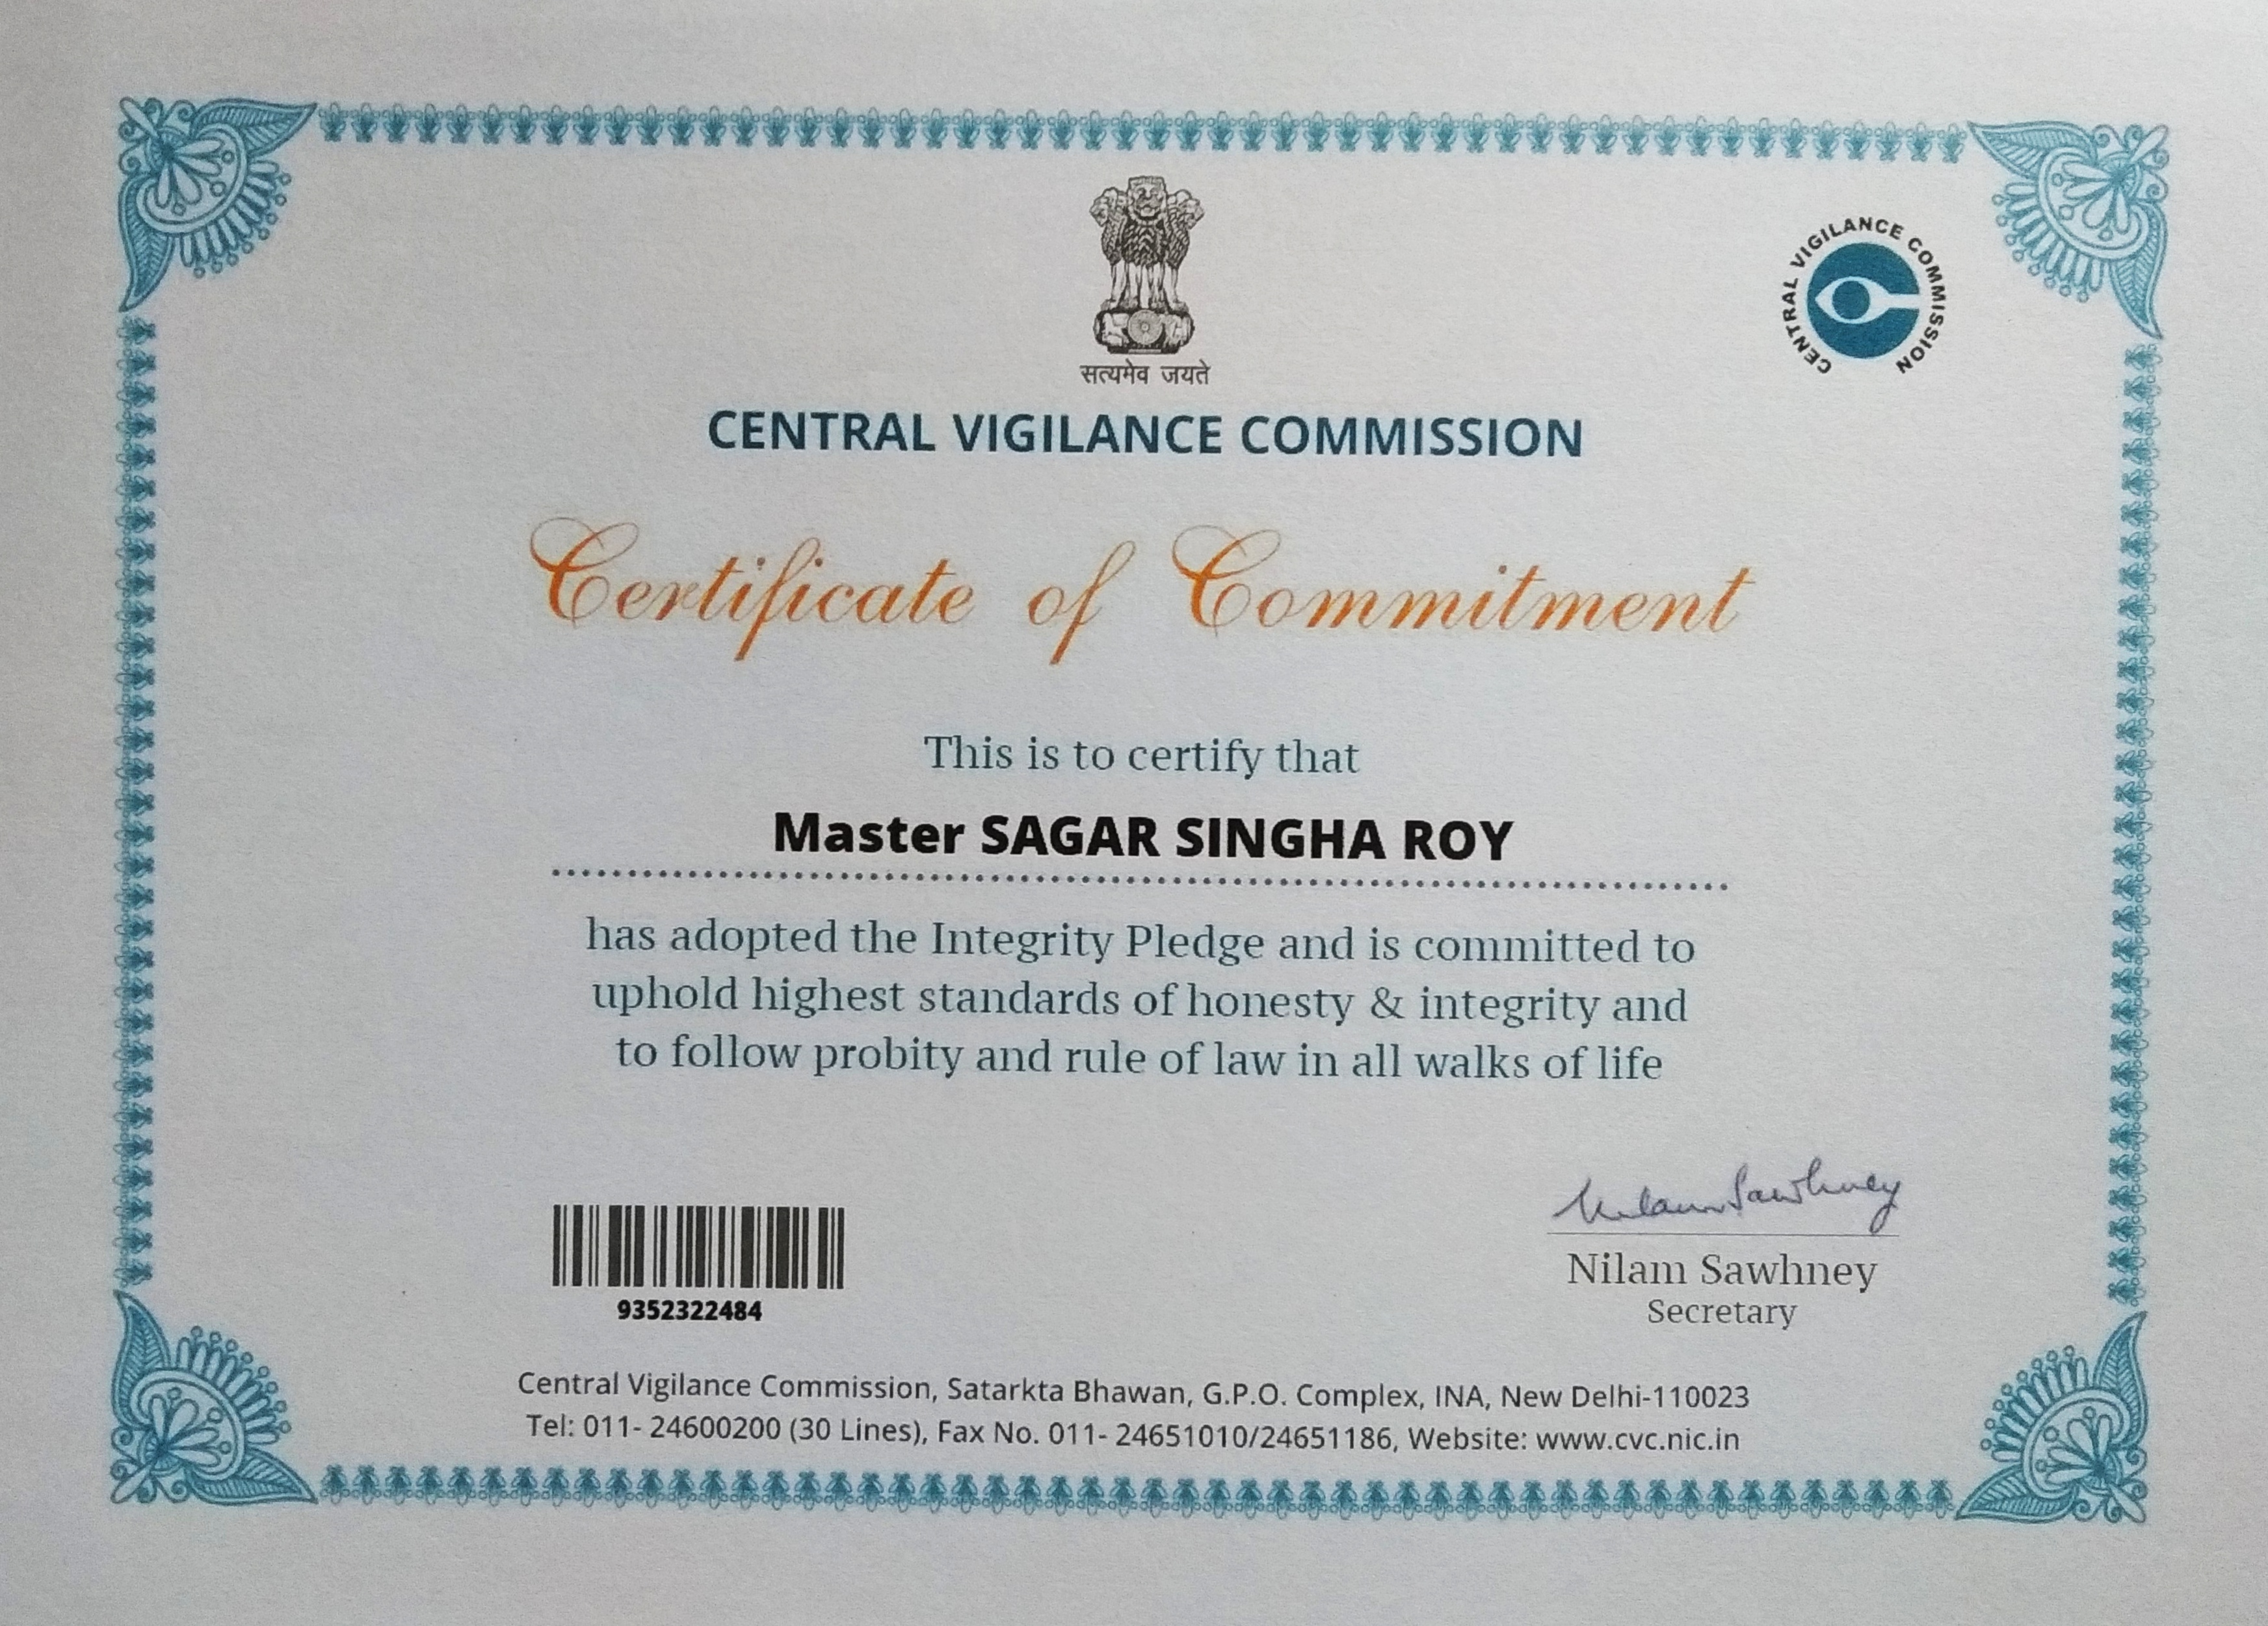 सत्यमेव जयते
CENTRAL VIGILANCE COMMISSION
CENTRAL VIGILANCE COMMISSION
Certificate of Commitment
This is to certify that
Master SAGAR SINGHA ROY
has adopted the Integrity Pledge and is committed to
uphold highest standards of honesty & integrity and
to follow probity and rule of law in all walks of life
Nilam Sawhney
9352322484
Nilam Sawhney
Secretary
Central Vigilance Commission, Satarkta Bhawan, G.P.O. Complex, INA, New Delhi-110023
Tel: 011- 24600200 (30 Lines), Fax No. 011- 24651010/24651186, Website: www.cvc.nic.in